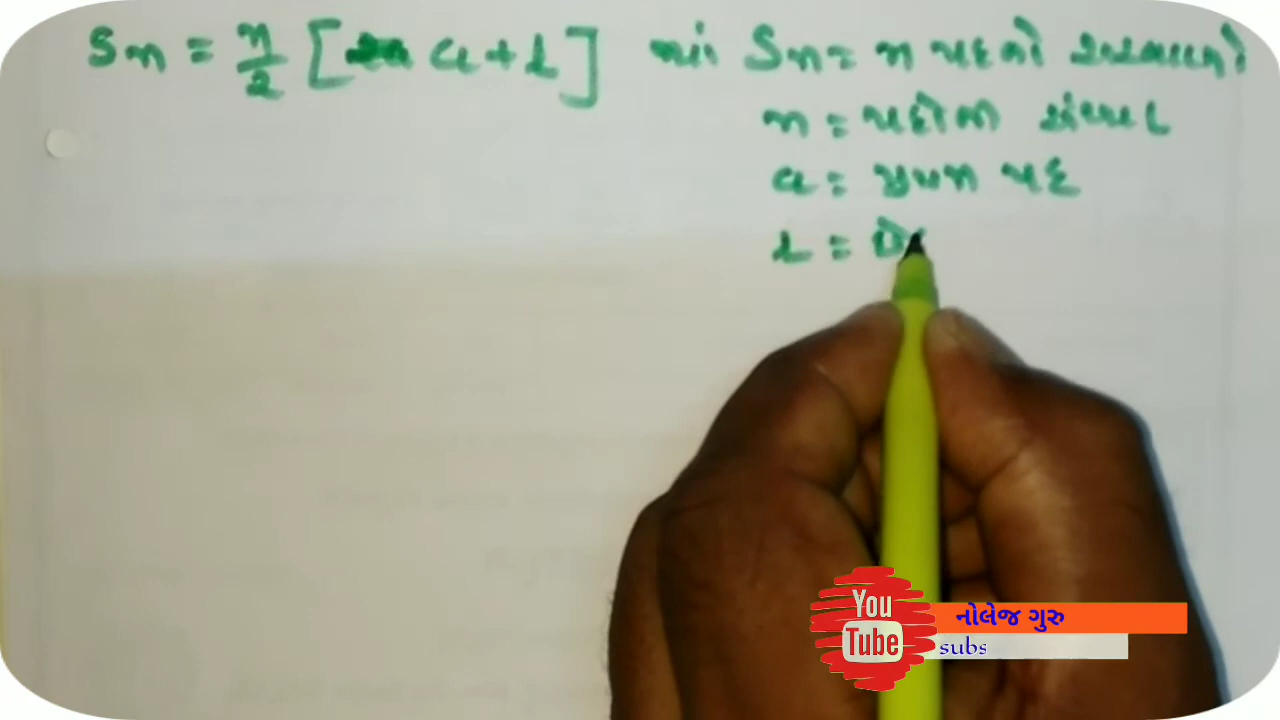 Sn = n/2 [ a + l ] માં Sn = n પદનો સરવાળો
n = પદોની સંખ્યા
a = પ્રથમ પદ
l =
You
Tube
નોલેજ ગુરુ
subs